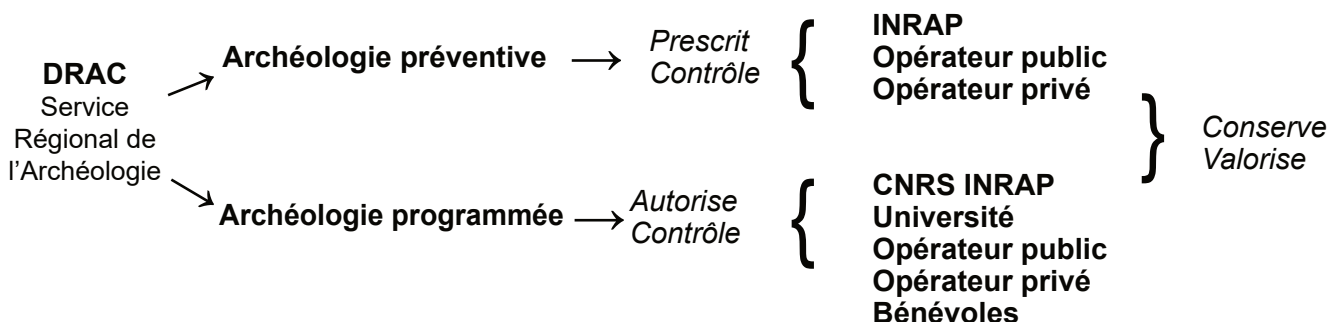 DRAC
Service
Régional de
l’Archéologie
Archéologie préventive
Prescrit
Contrôle
INRAP
Opérateur public
Opérateur privé
Archéologie programmée
Autorise
Contrôle
CNRS INRAP
Université
Opérateur public
Opérateur privé
Bénévoles
Conserve
Valorise